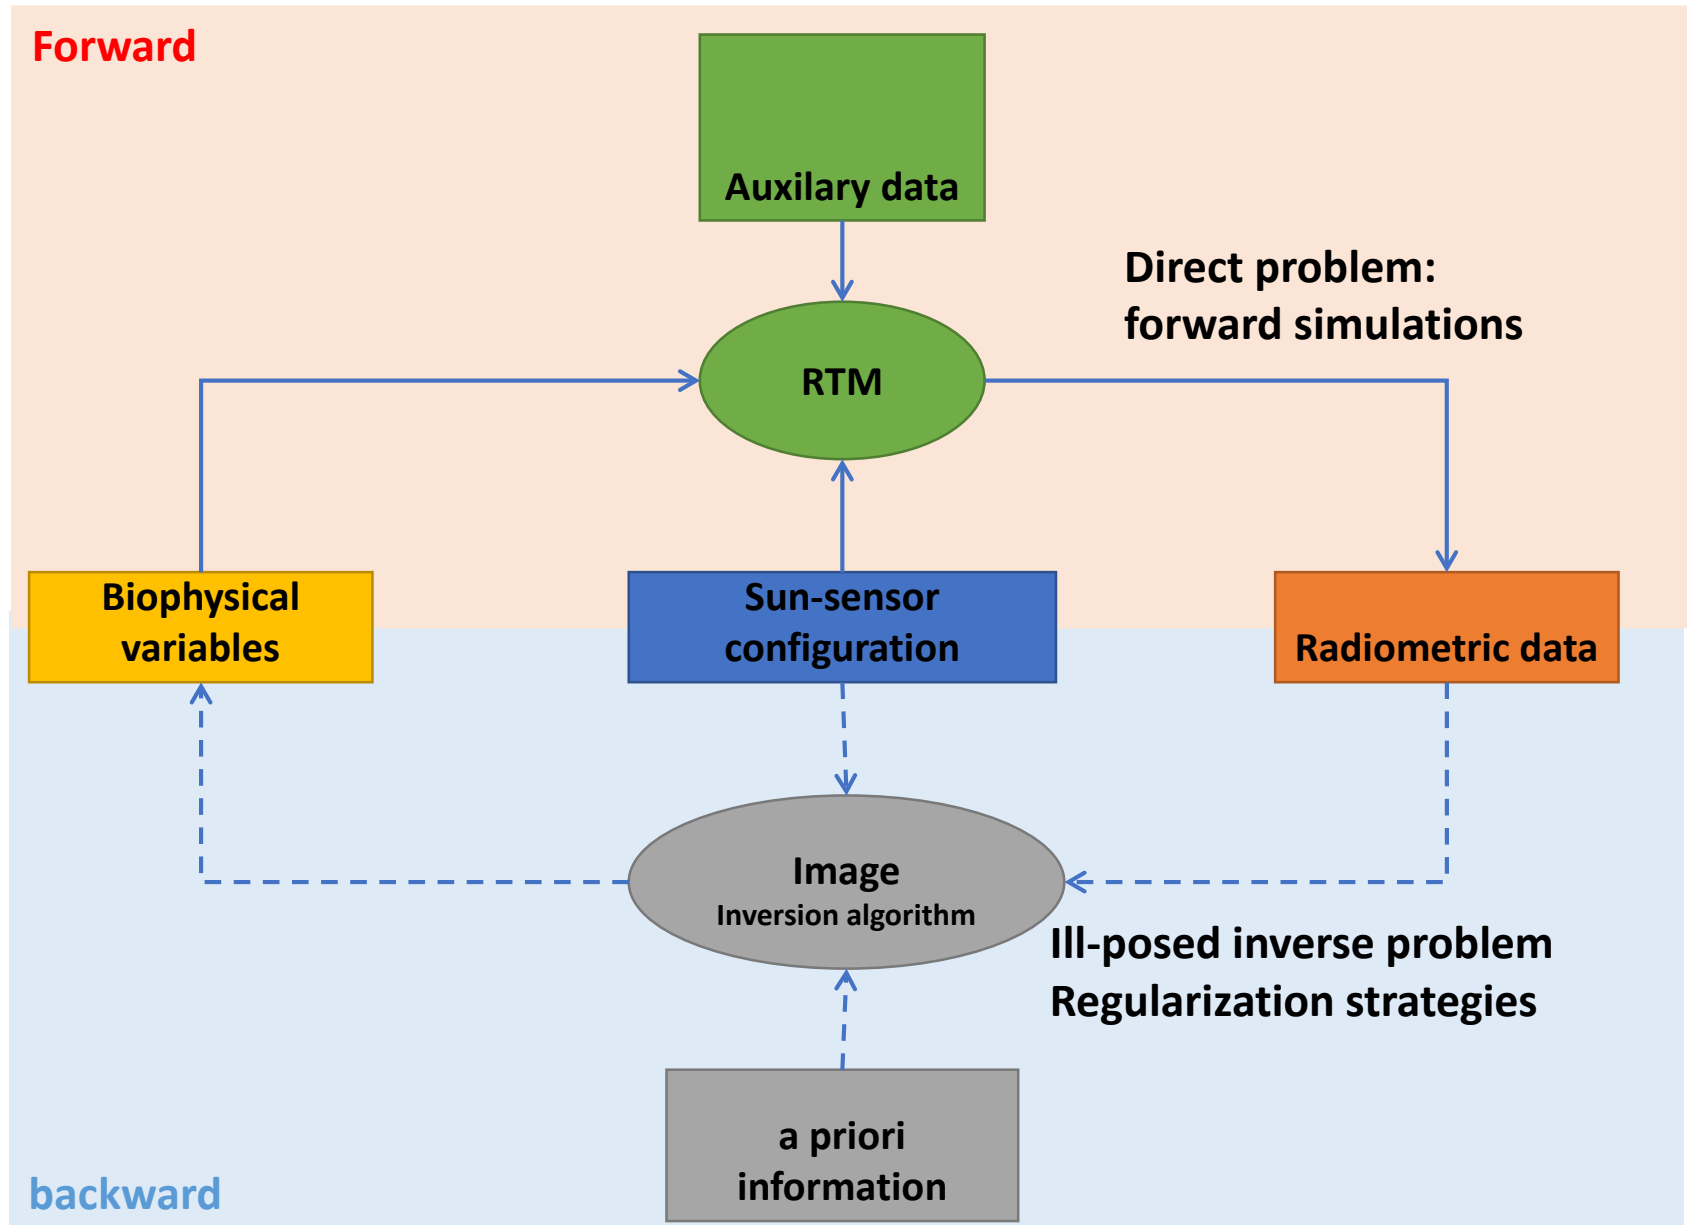 Forward
Auxilary data
Direct problem:
forward simulations
RTM
Biophysical
variables
Sun-sensor
configuration
Radiometric data
Image
Inversion algorithm
Ill-posed inverse problem
Regularization strategies
a priori
information
backward